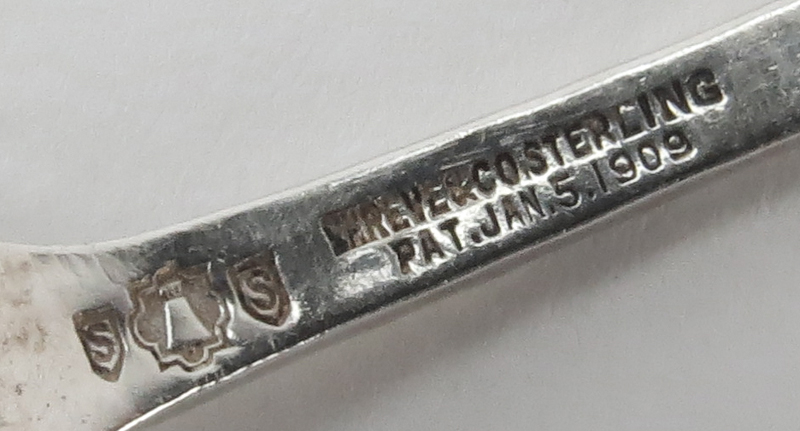 SHREVE & CO. STERLING
PAT. JAN. 5. 1909
S S